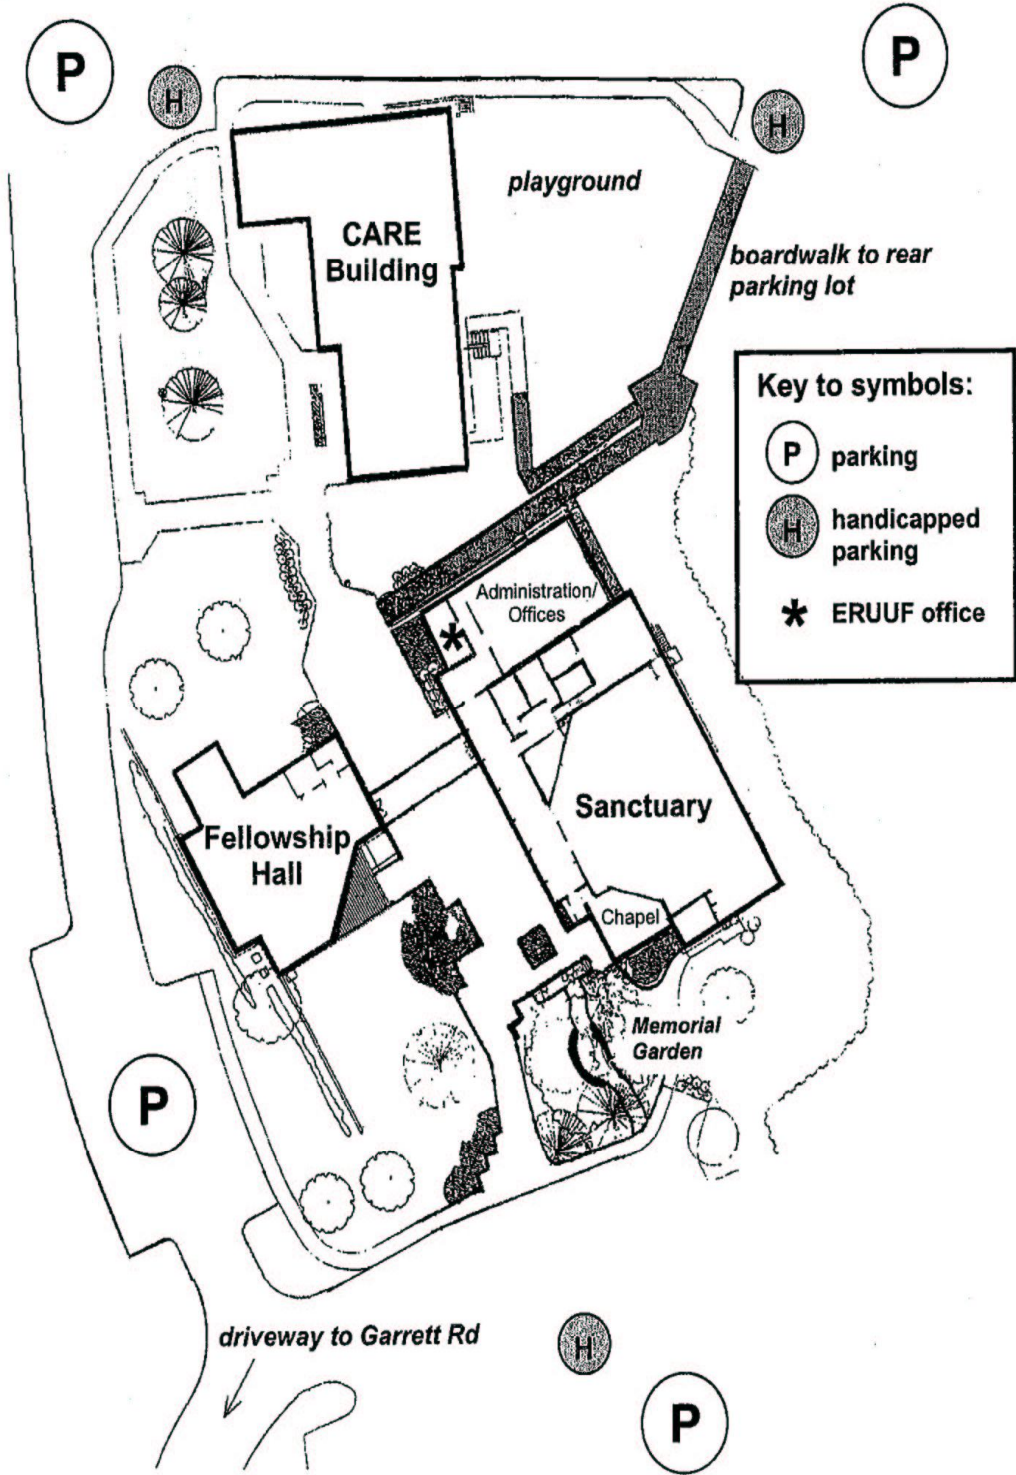 P
P
H
H
playground
CARE
Building
boardwalk to rear
parking lot
Key to symbols:
P parking
H handicapped
parking
* ERUUF office
Administration/
Offices
*
Sanctuary
Fellowship
Hall
Chapel
Memorial
Garden
P
driveway to Garrett Rd
H
P